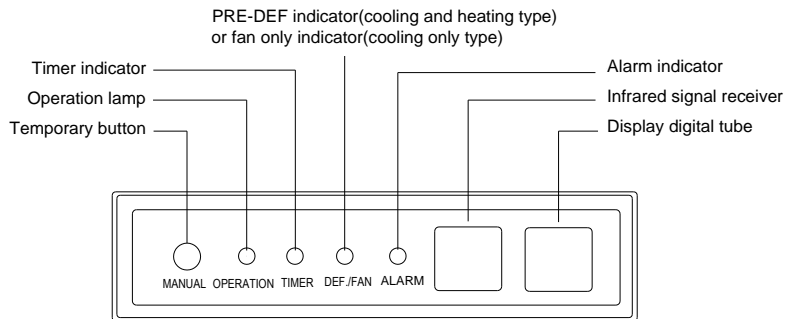 PRE-DEF indicator(cooling and heating type)
or fan only indicator(cooling only type)
Timer indicator
Alarm indicator
Operation lamp
Infrared signal receiver
Temporary button
Display digital tube
MANUAL OPERATION TIMER DEF./FAN ALARM